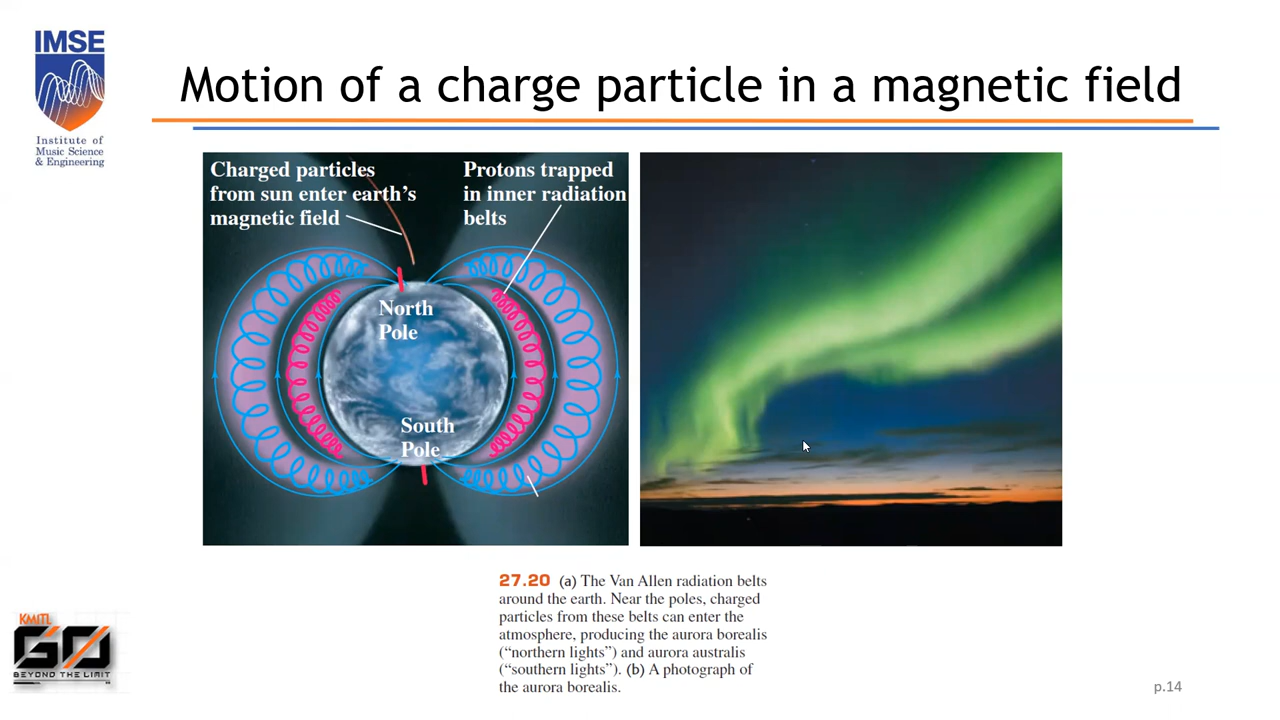 IMSE
Institute of
Music Science
& Engineering
Motion of a charge particle in a magnetic field
Charged particles
from sun enter earth's
magnetic field
Protons trapped
in inner radiation
belts
North
Pole
South
Pole
27.20 (a) The Van Allen radiation belts
around the earth. Near the poles, charged
particles from these belts can enter the
atmosphere, producing the aurora borealis
(“northern lights”) and aurora australis
(“southern lights”). (b) A photograph of
the aurora borealis.
KMITL
GO
BEYOND THE LIMIT
p.14